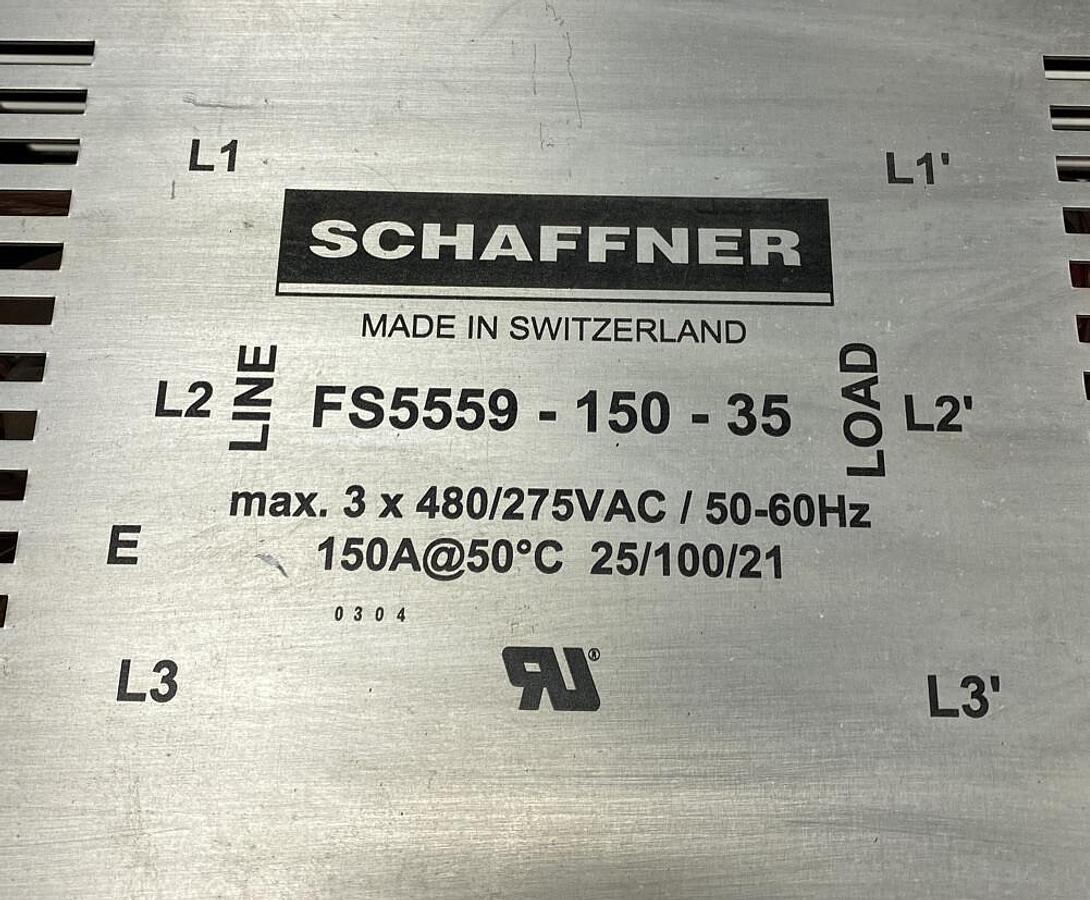 L1
L1'
SCHAFFNER
MADE IN SWITZERLAND
L2 LINE FS5559 - 150 - 35 LOAD L2'
max. 3 x 480/275VAC / 50-60Hz
E 150A@50°C 25/100/21
0304
RU®
L3
L3'